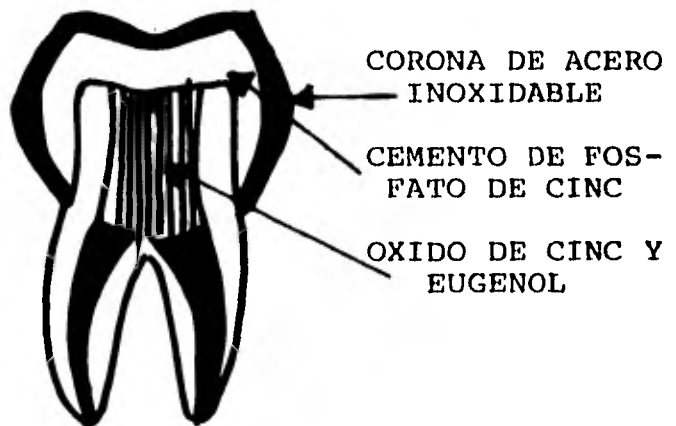 CORONA DE ACERO
INOXIDABLE
CEMENTO DE FOS-
FATO DE CINC
OXIDO DE CINC Y
EUGENOL